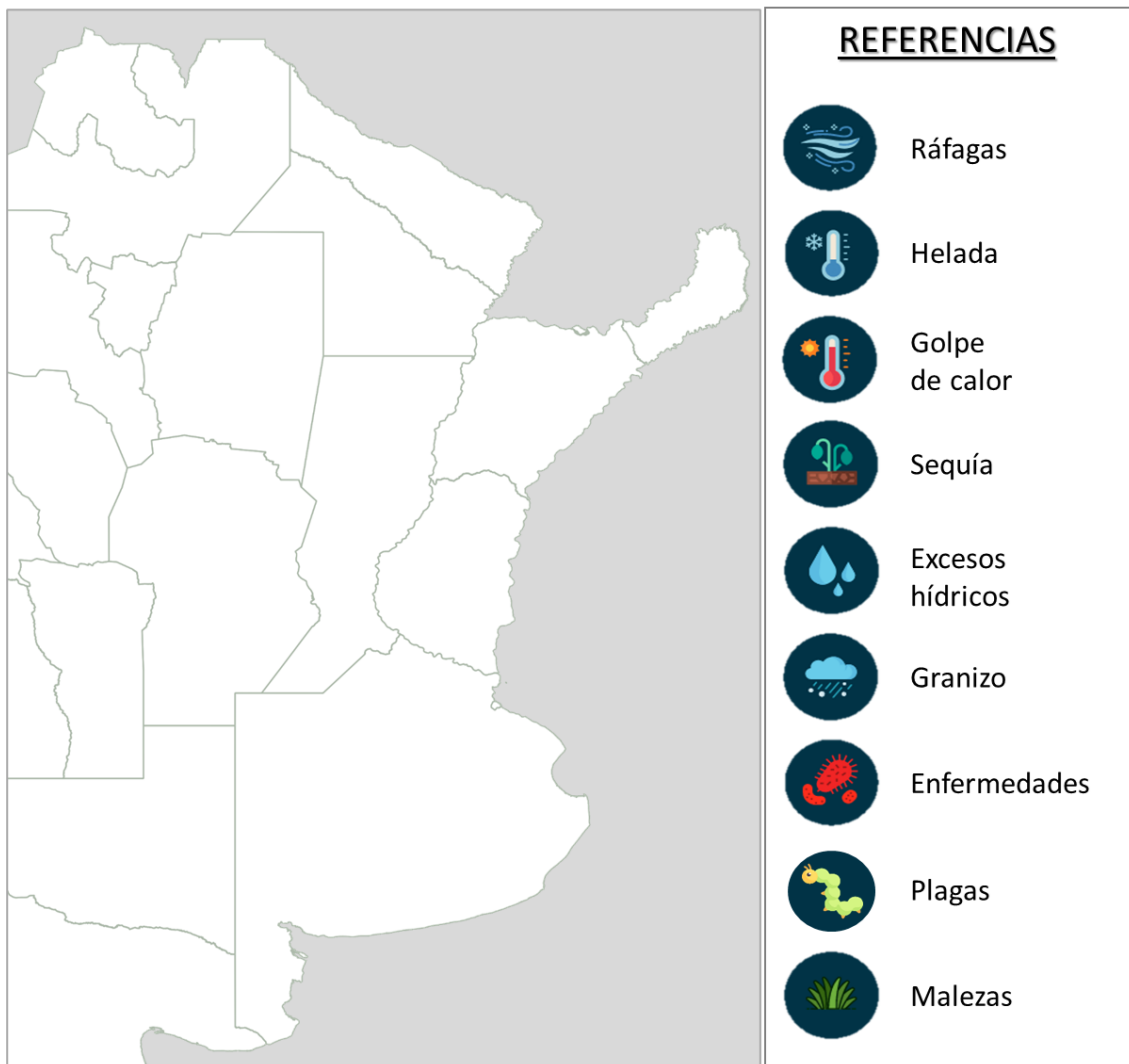 REFERENCIAS
Ráfagas
Helada
Golpe
de calor
Sequía
Excesos
hídricos
Granizo
Enfermedades
Plagas
Malezas